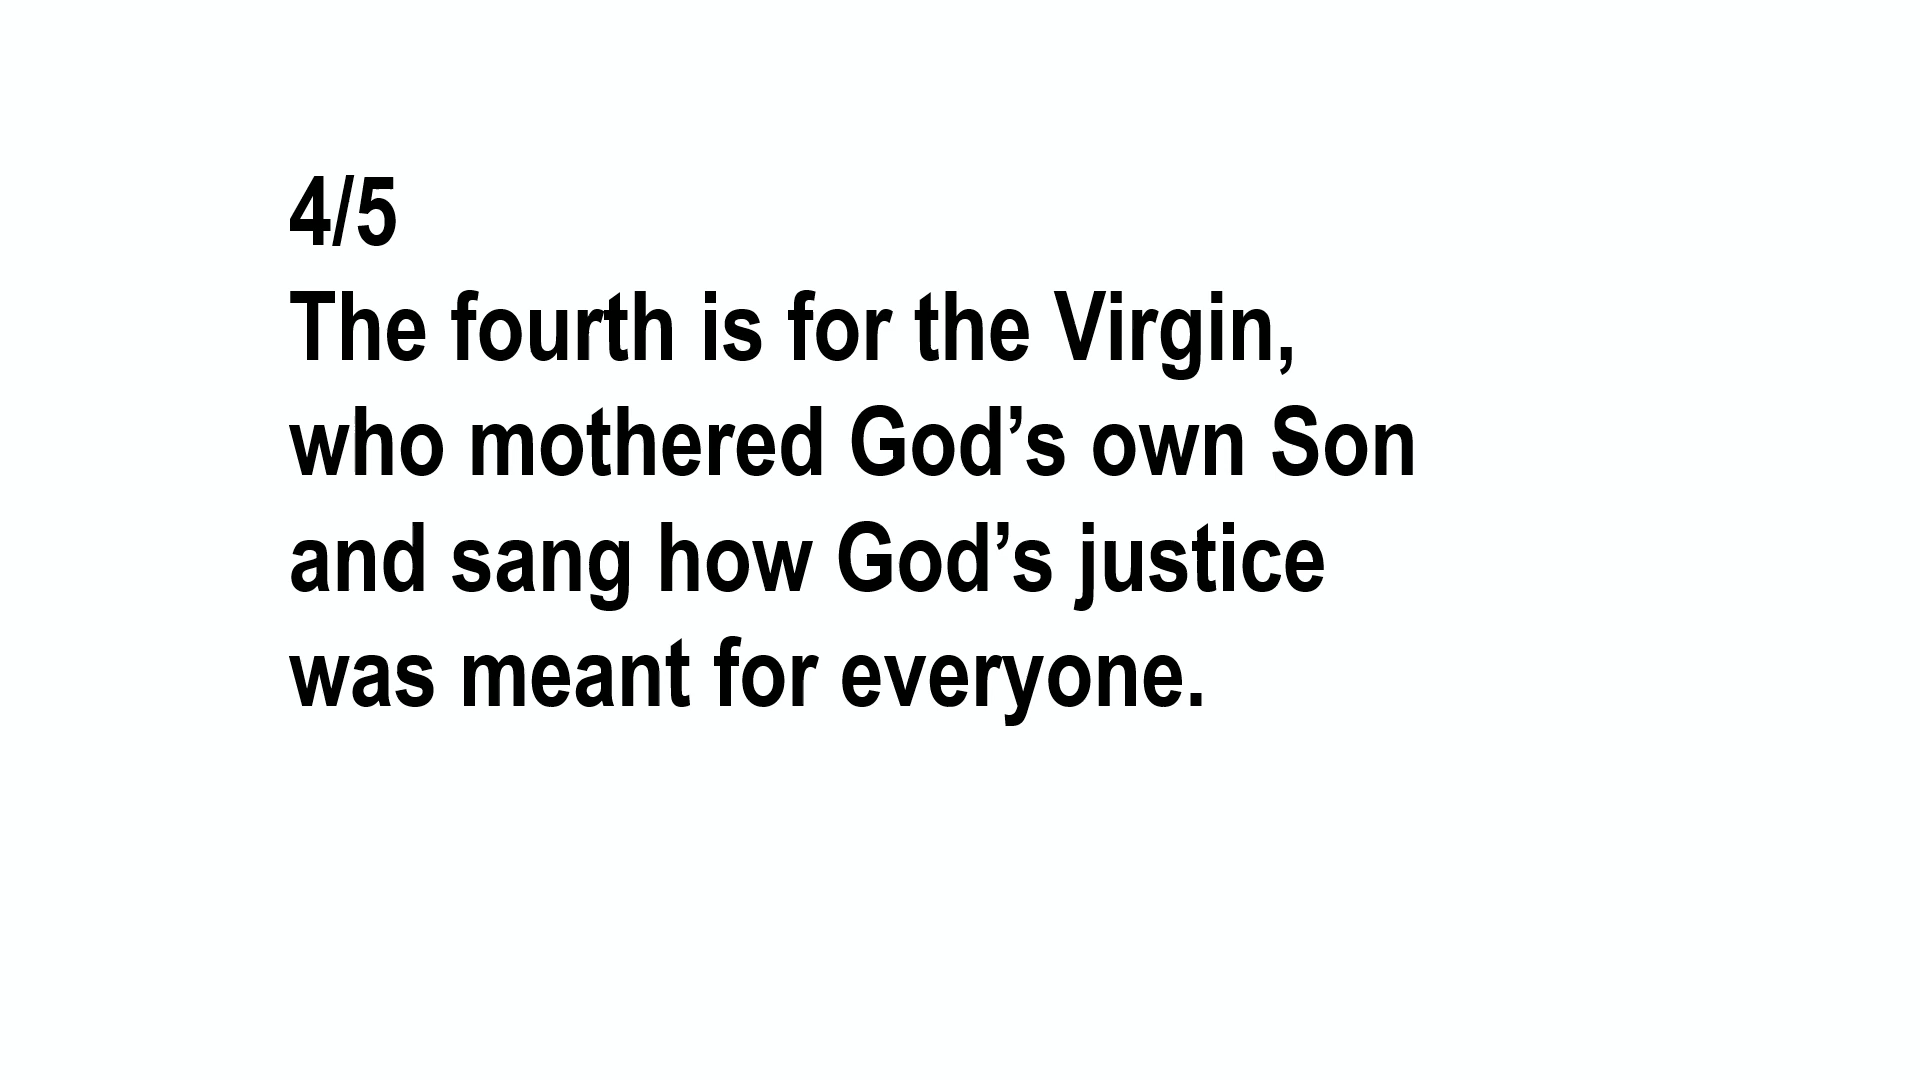 4/5
The fourth is for the Virgin,
who mothered God’s own Son
and sang how God’s justice
was meant for everyone.